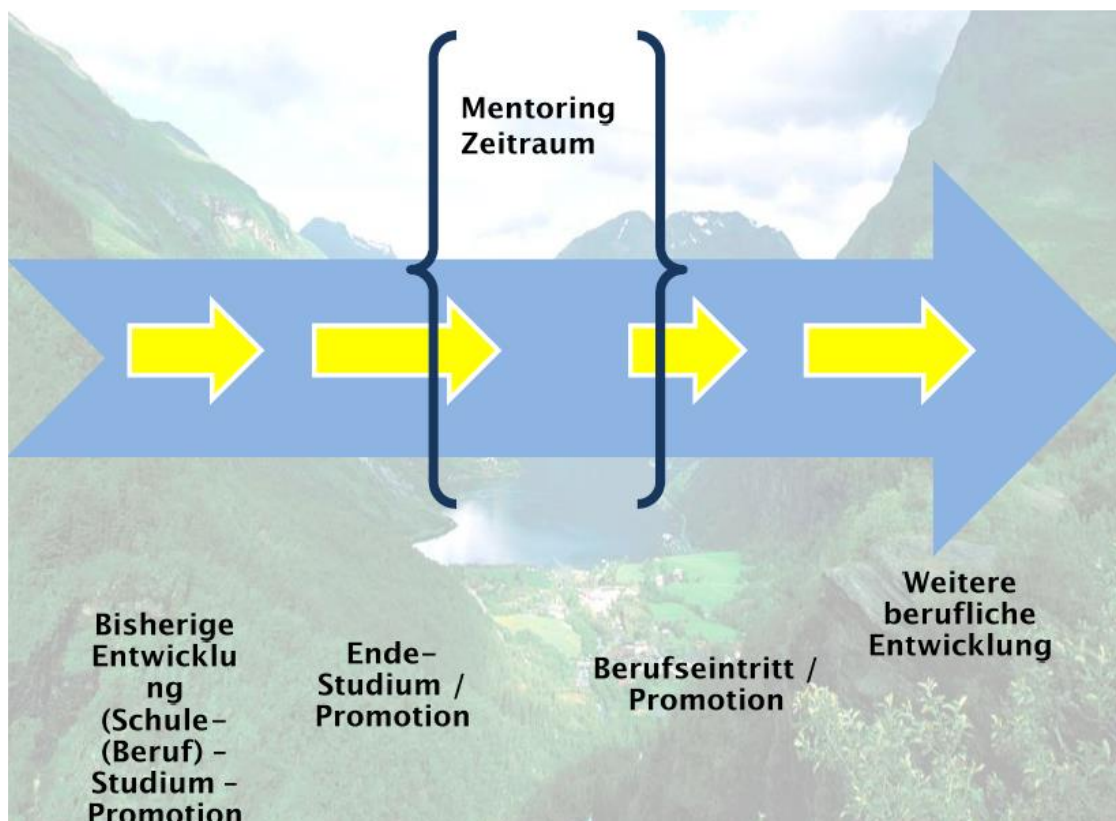 Mentoring
Zeitraum
Bisherige
Entwicklu
ng
(Schule–
(Beruf) –
Studium –
Promotion
Ende–
Studium /
Promotion
Berufseintritt /
Promotion
Weitere
berufliche
Entwicklung